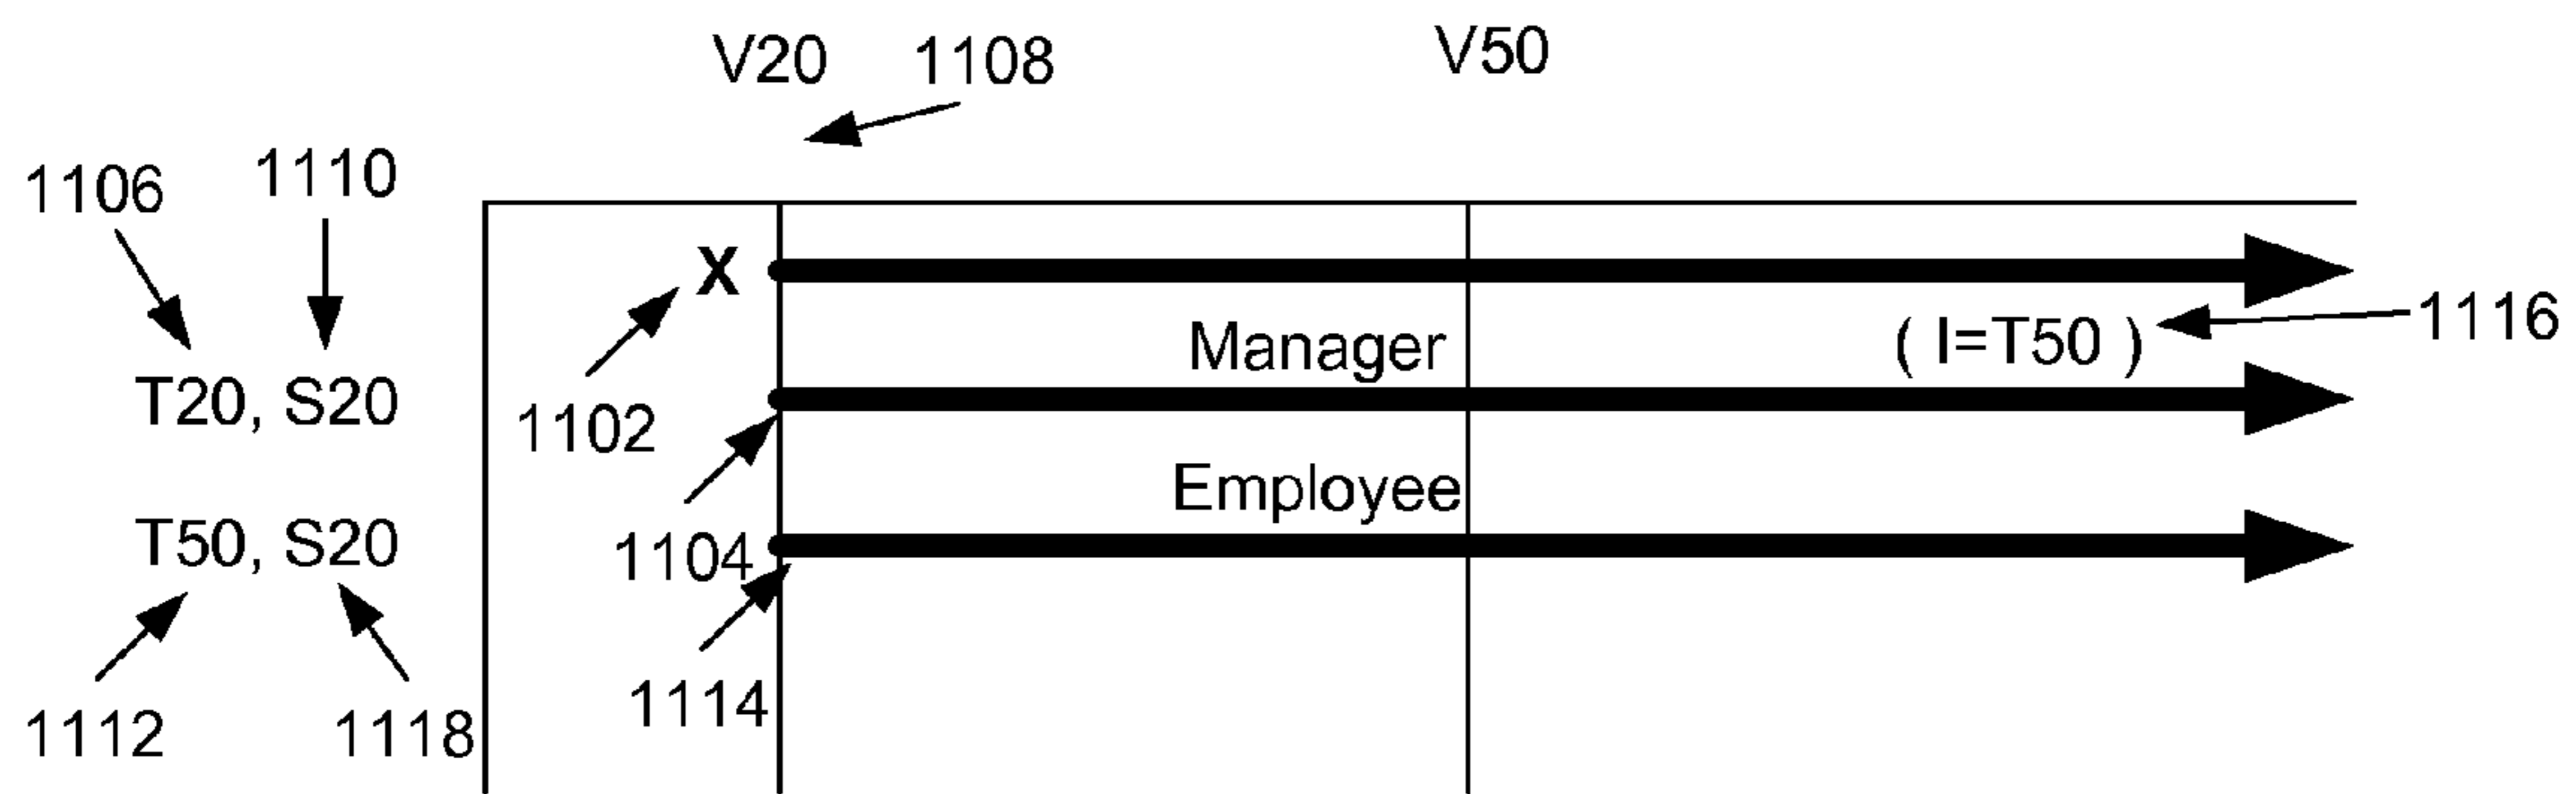 V20 1108 V50
1106 1110
X
Manager ( I=T50 ) 1116
T20, S20 1102
Employee
T50, S20 1104
1112 1118 1114